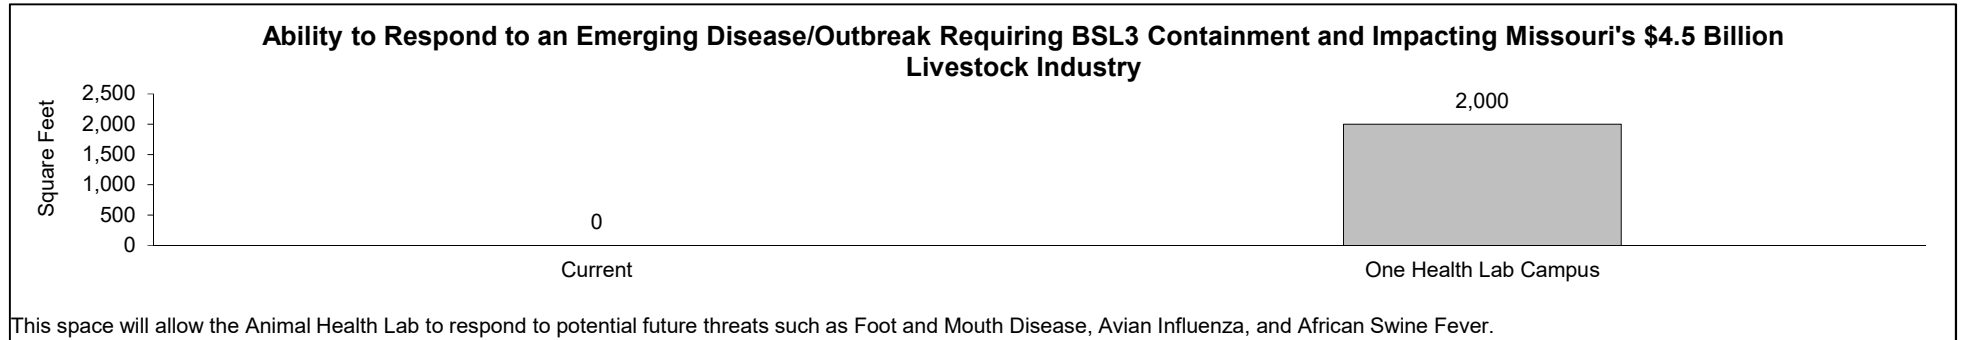 Ability to Respond to an Emerging Disease/Outbreak Requiring BSL3 Containment and Impacting Missouri's $4.5 Billion
Livestock Industry
Square Feet
2,500
2,000
1,500
1,000
500
0
0
2,000
Current
One Health Lab Campus
This space will allow the Animal Health Lab to respond to potential future threats such as Foot and Mouth Disease, Avian Influenza, and African Swine Fever.